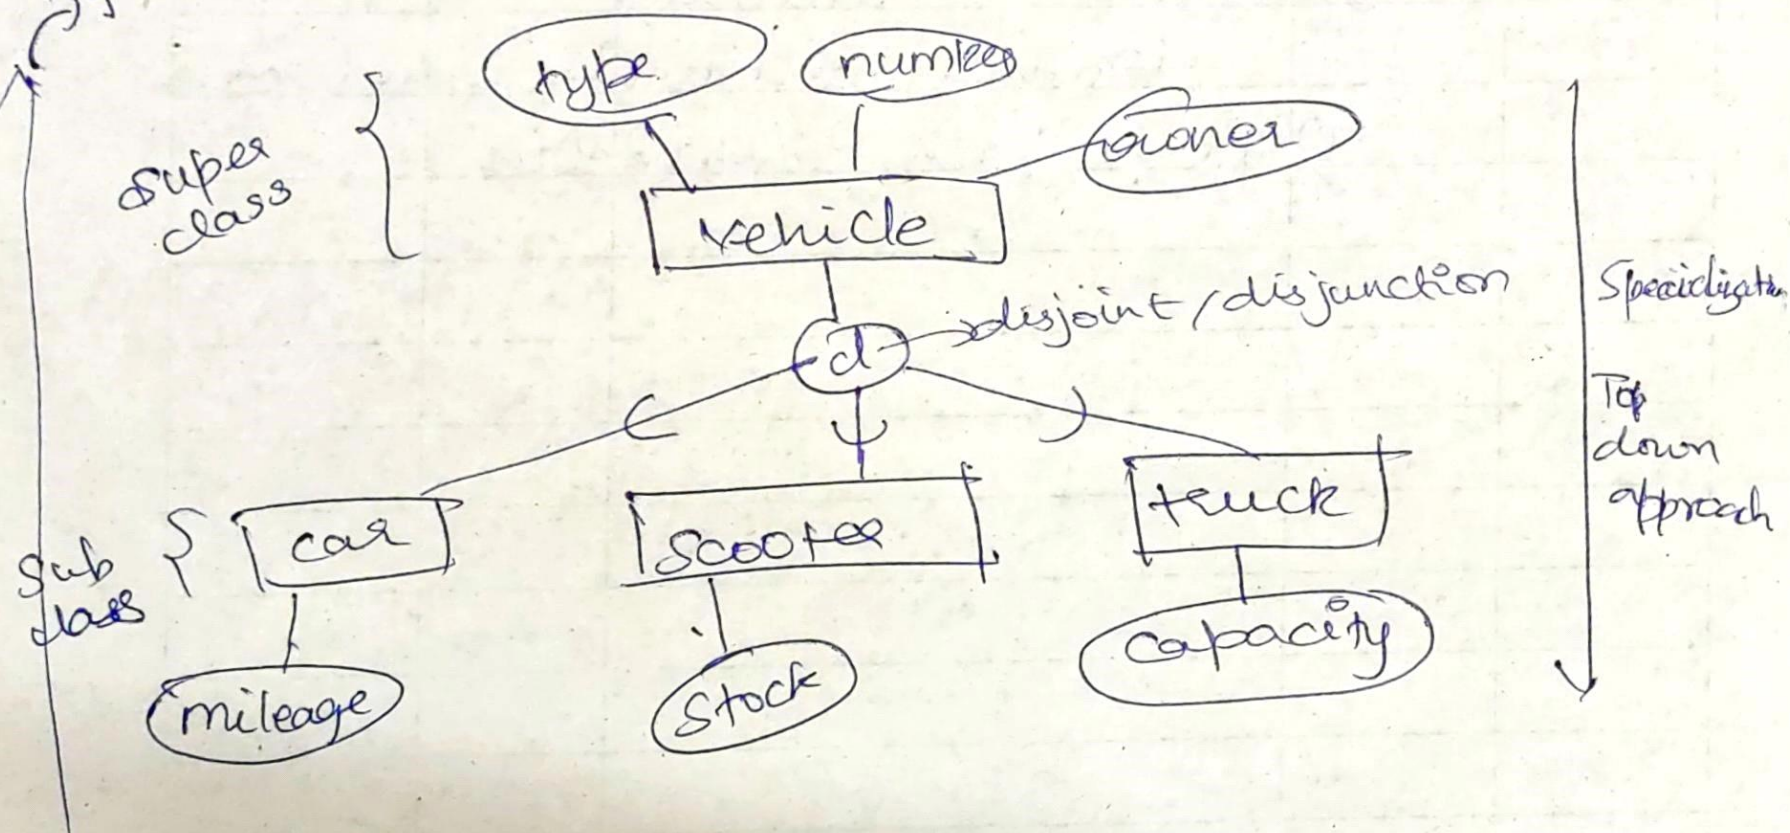 type
number
owner
super
class
vehicle
disjoint/disjunction
d
Specialization
Top
down
approach
car
scooter
truck
sub
class
mileage
stock
capacity